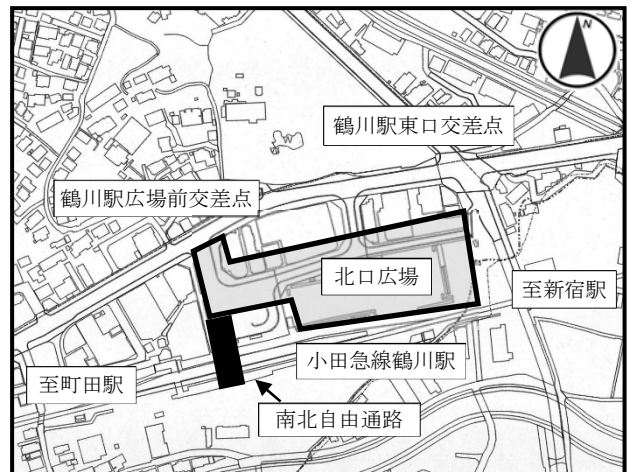 N
鶴川駅東口交差点
鶴川駅広場前交差点
北口広場
至新宿駅
小田急線鶴川駅
至町田駅
南北自由通路